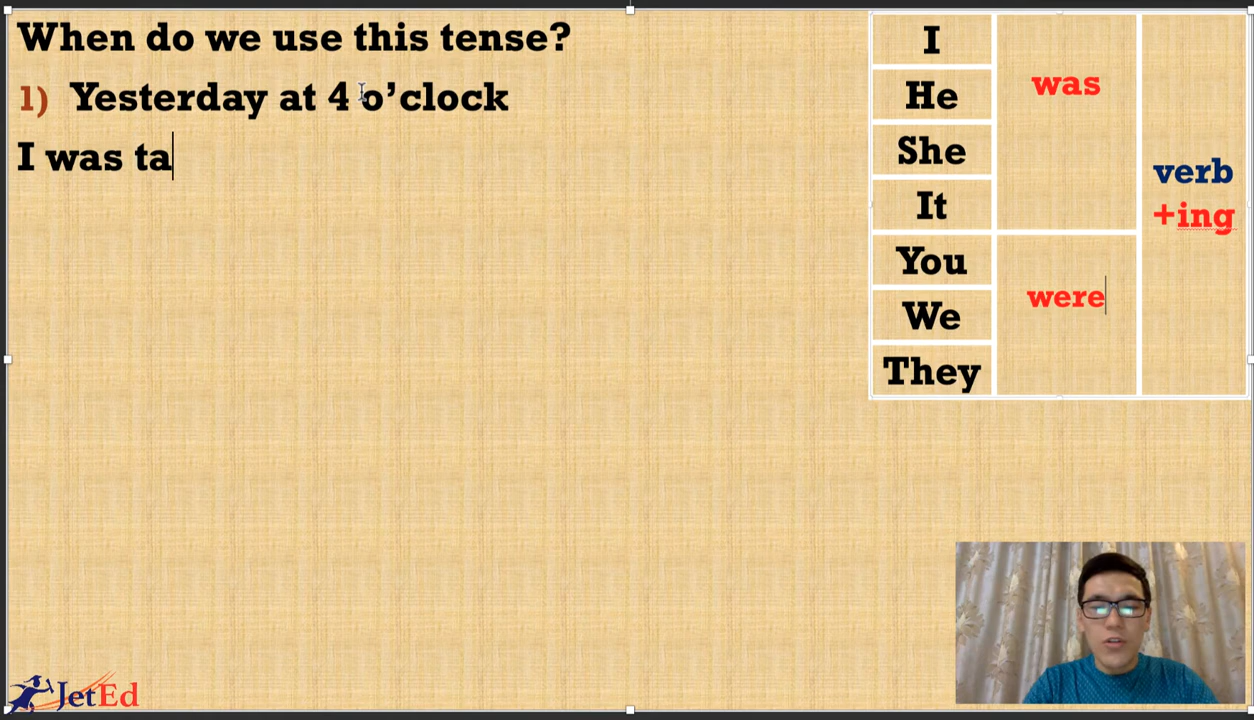 When do we use this tense?
1) Yesterday at 4 o’clock
I was ta
I
He
She
It
You
We
They
was
were
verb
+ing
JetEd